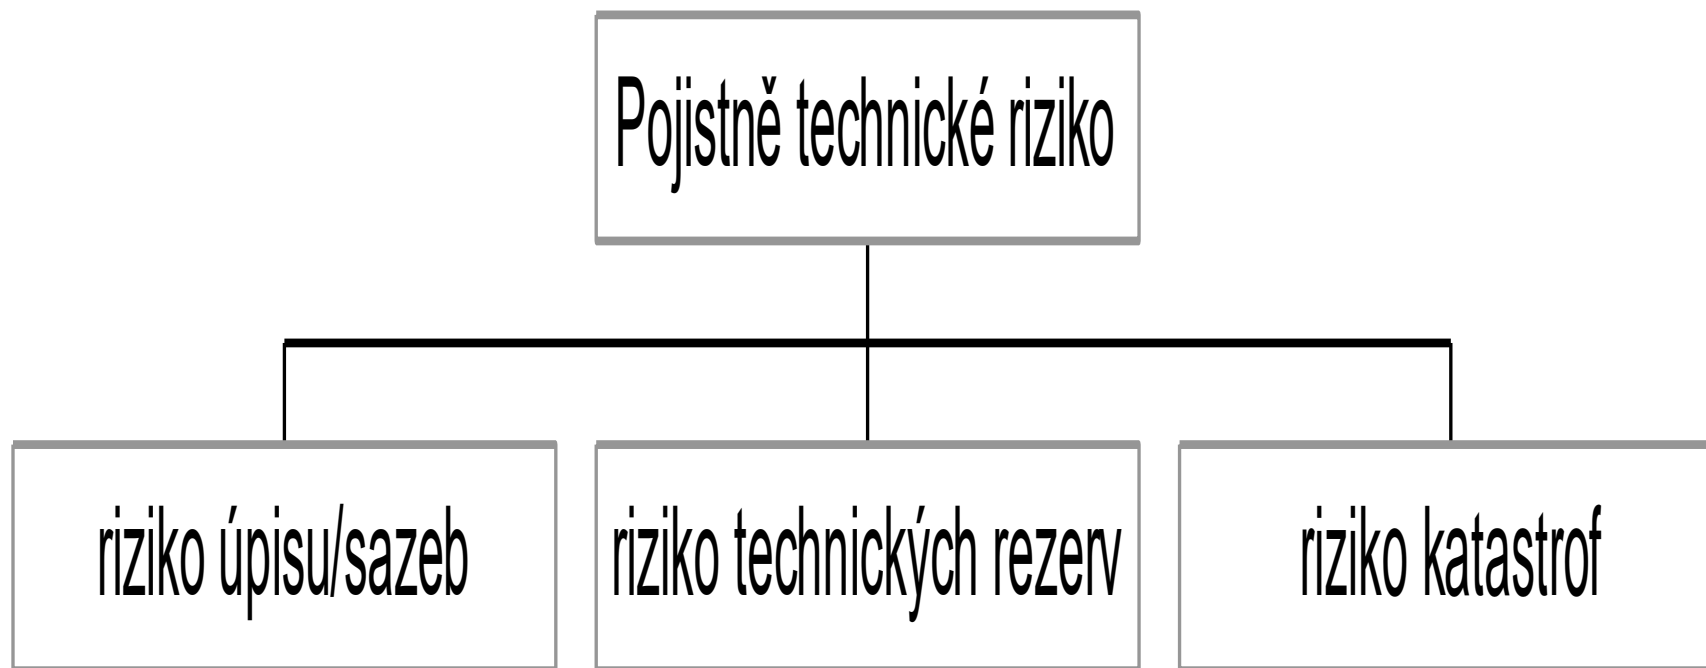 Pojistně technické riziko
riziko úpisu/sazeb
riziko technických rezerv
riziko katastrof